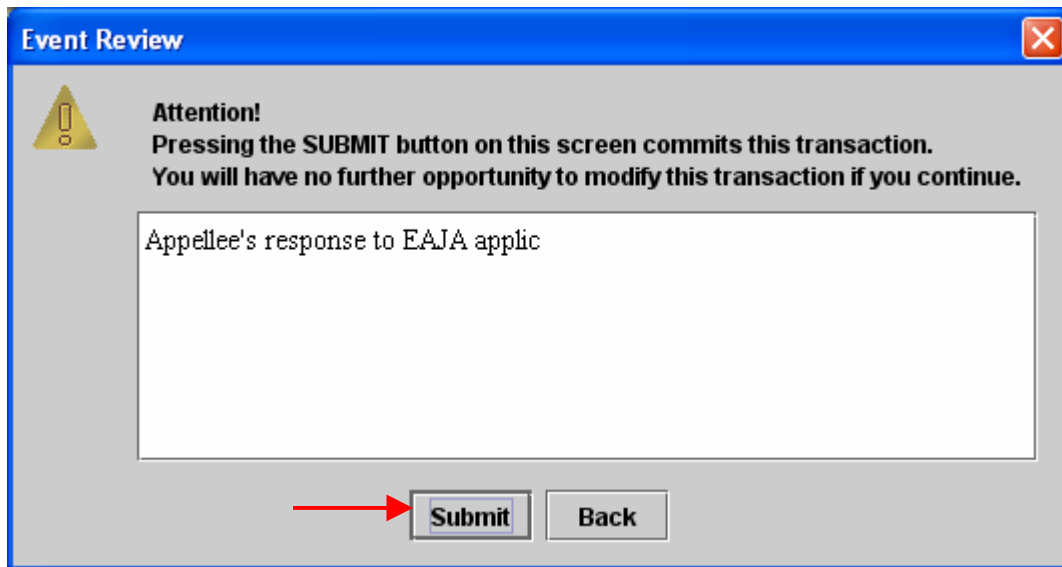 Event Review
Attention!
Pressing the SUBMIT button on this screen commits this transaction.
You will have no further opportunity to modify this transaction if you continue.
Appellee's response to EAJA applic
Submit Back